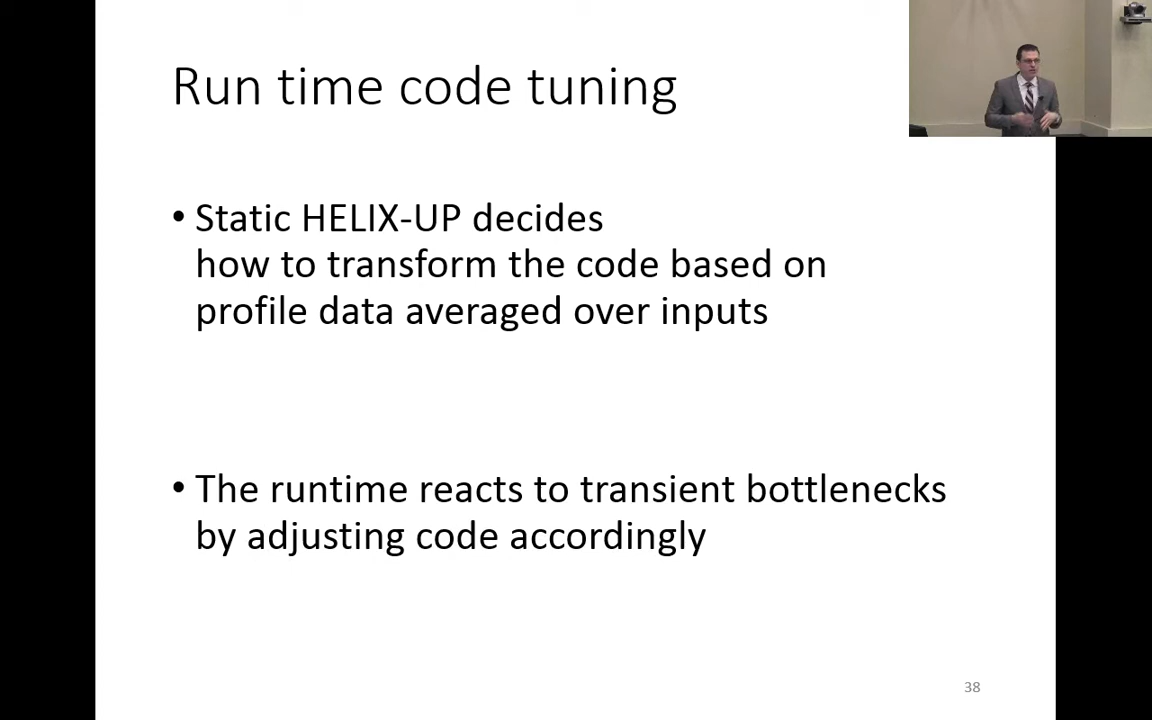 Run time code tuning
• Static HELIX-UP decides
how to transform the code based on
profile data averaged over inputs
• The runtime reacts to transient bottlenecks
by adjusting code accordingly
38